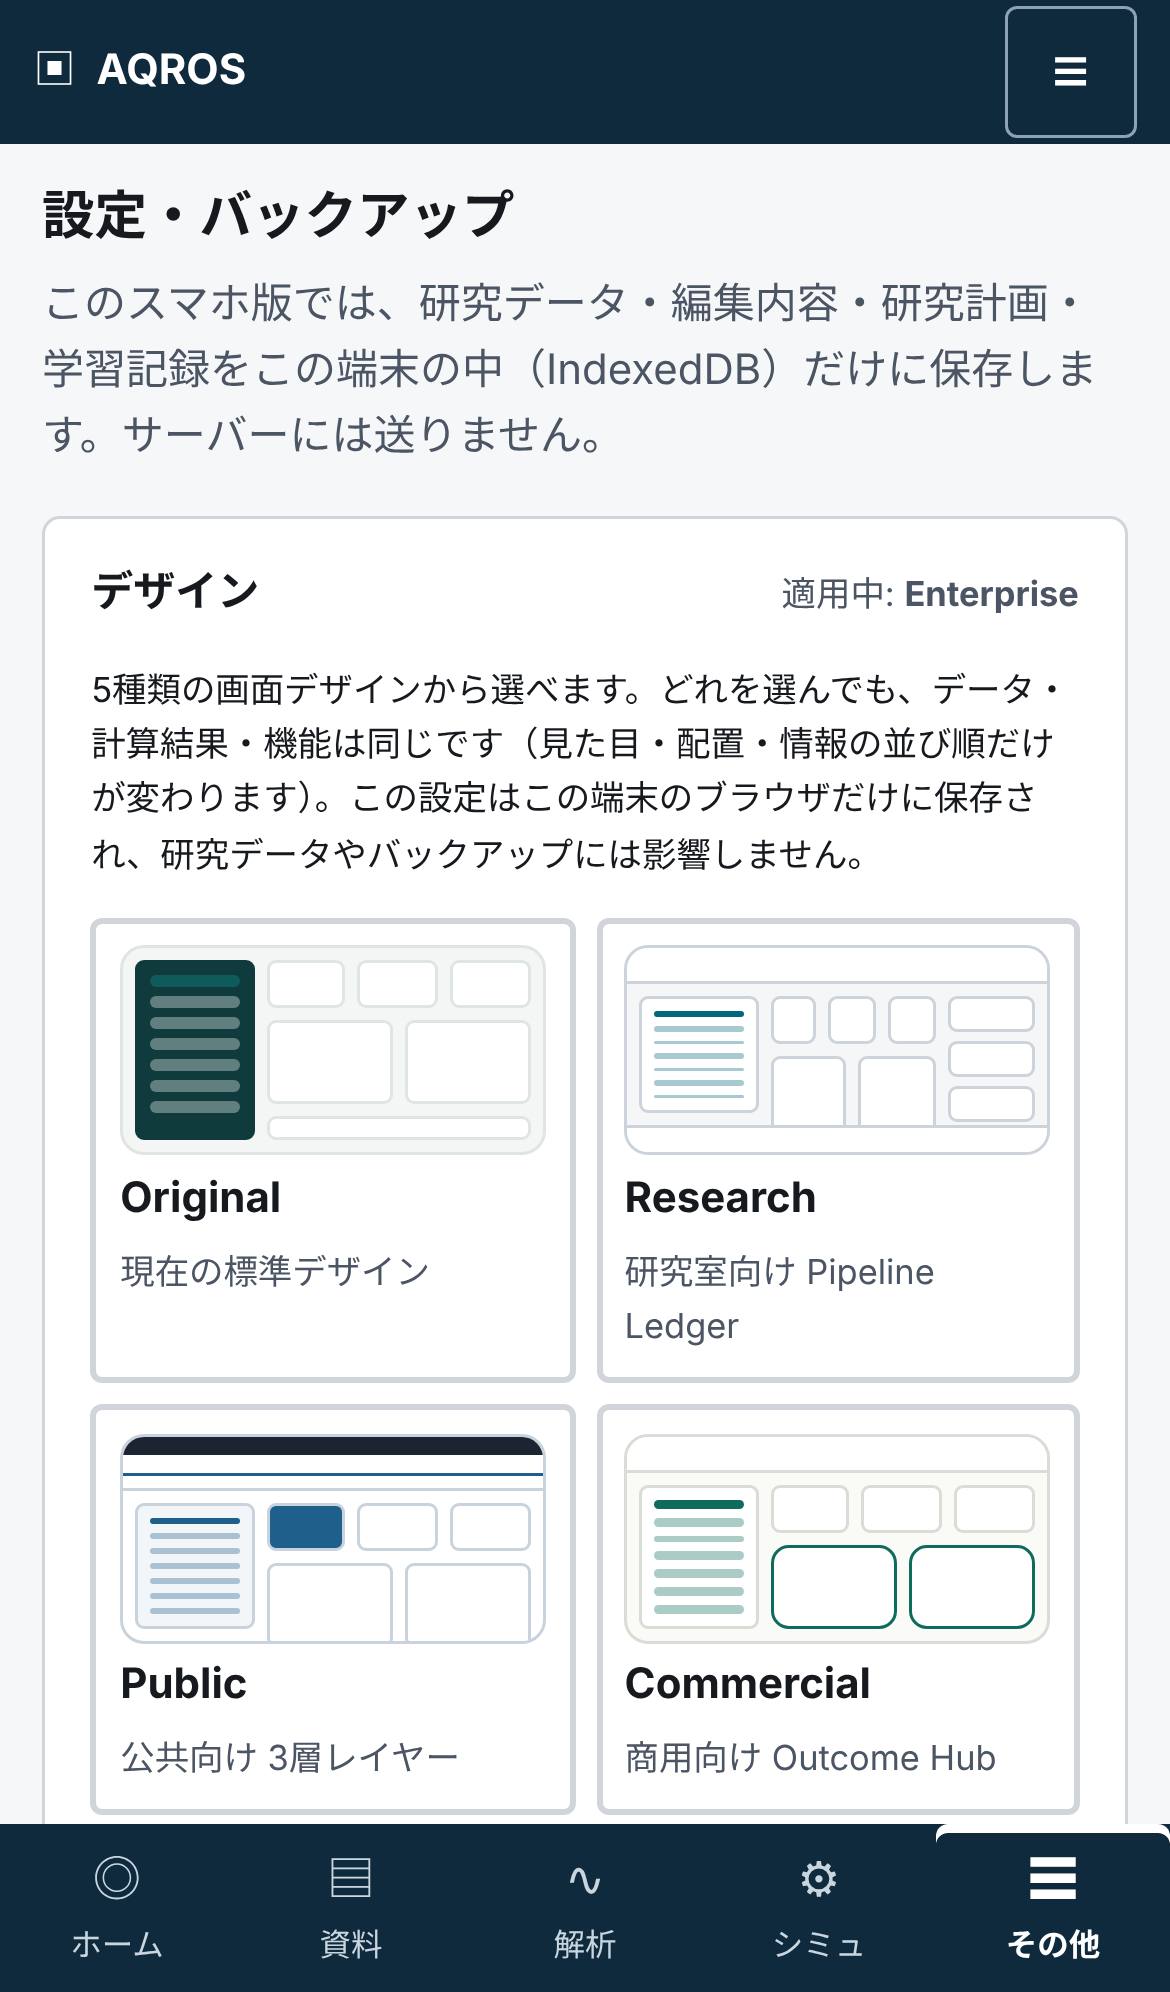 AQROS
設定・バックアップ
このスマホ版では、研究データ・編集内容・研究計画・
学習記録をこの端末の中（IndexedDB）だけに保存しま
す。サーバーには送りません。
デザイン
適用中: Enterprise
5種類の画面デザインから選べます。どれを選んでも、データ・
計算結果・機能は同じです（見た目・配置・情報の並び順だけ
が変わります）。この設定はこの端末のブラウザだけに保存さ
れ、研究データやバックアップには影響しません。
Original
現在の標準デザイン
Research
研究室向け Pipeline
Ledger
Public
公共向け 3層レイヤー
Commercial
商用向け Outcome Hub
ホーム
資料
解析
シミュ
その他